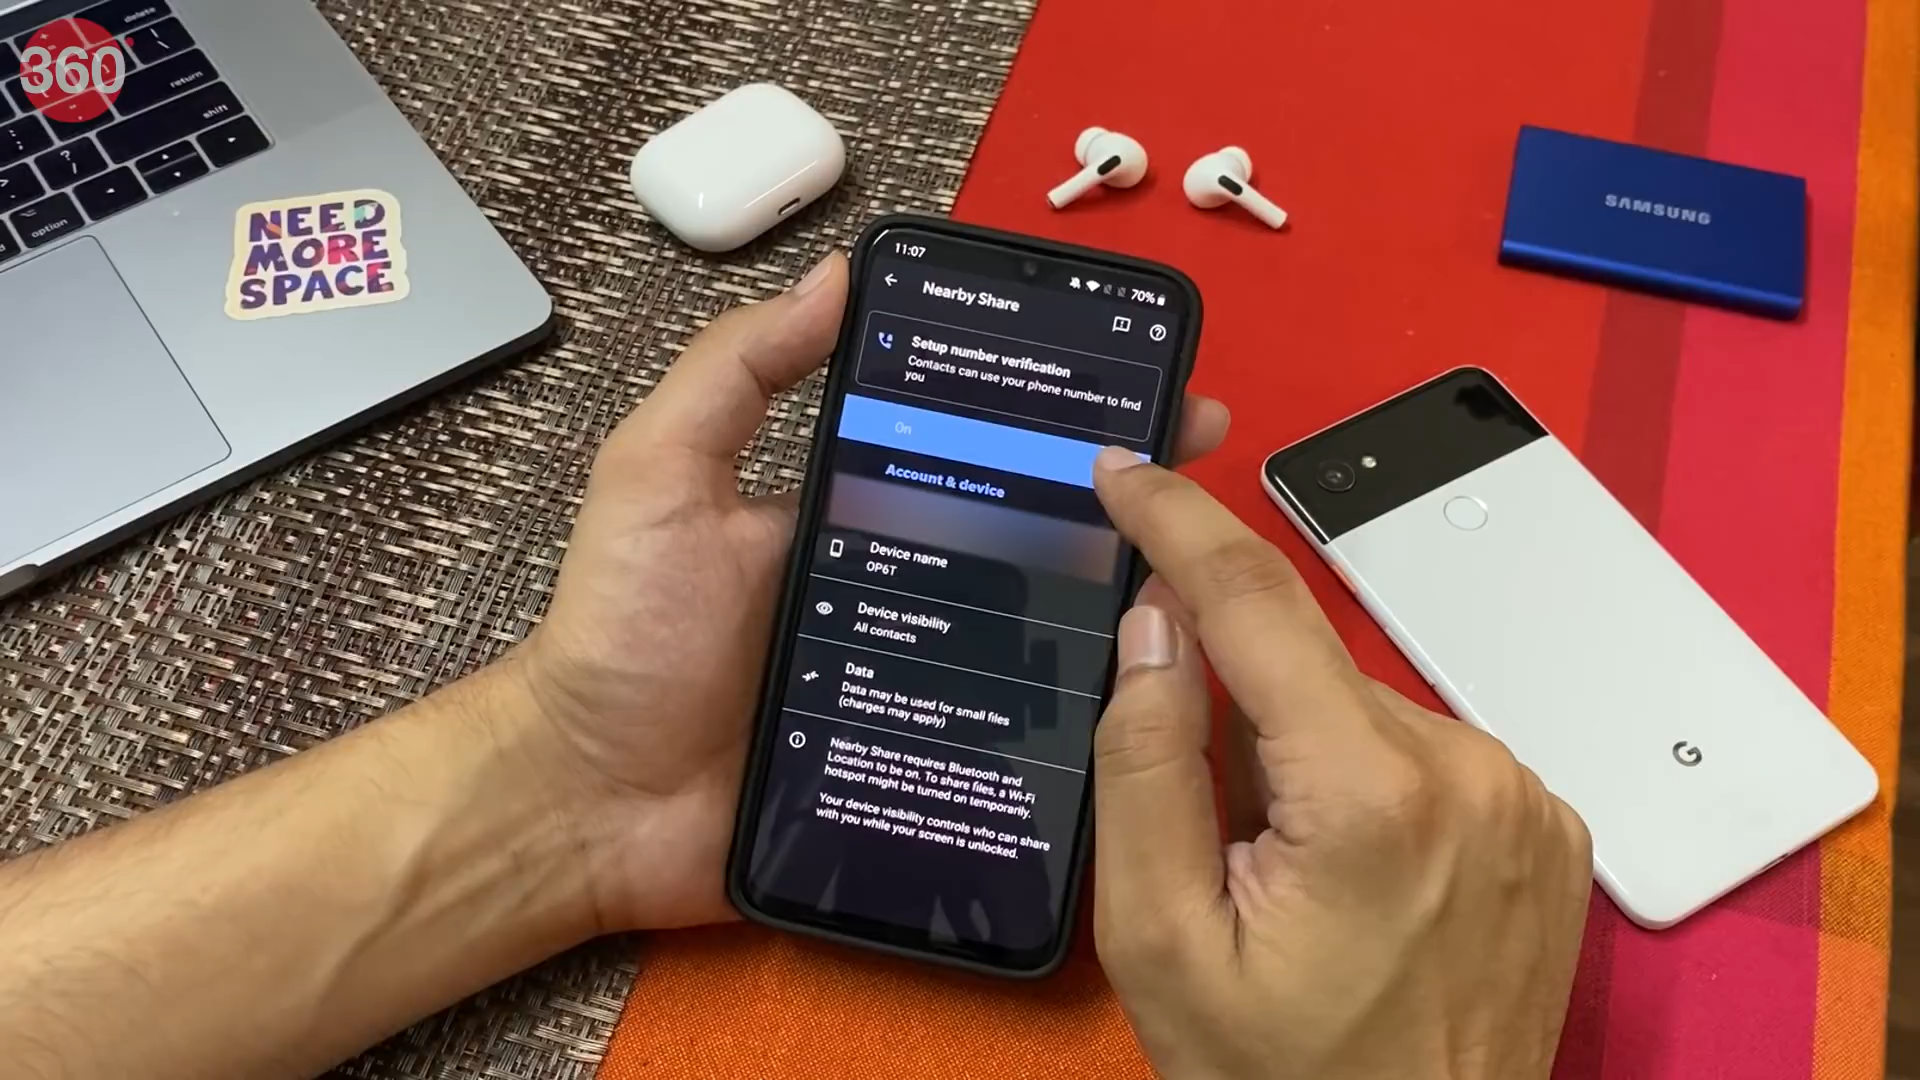 360
delete
return
shift
option
NEED
MORE
SPACE
SAMSUNG
G
11:07
70%
Nearby Share
Setup number verification
Contacts can use your phone number to find
you
On
Account & device
Device name
OP6T
Device visibility
All contacts
Data
Data may be used for small files
(charges may apply)
Nearby Share requires Bluetooth and
Location to be on. To share files, a Wi-Fi
hotspot might be turned on temporarily.
Your device visibility controls who can share
with you while your screen is unlocked.